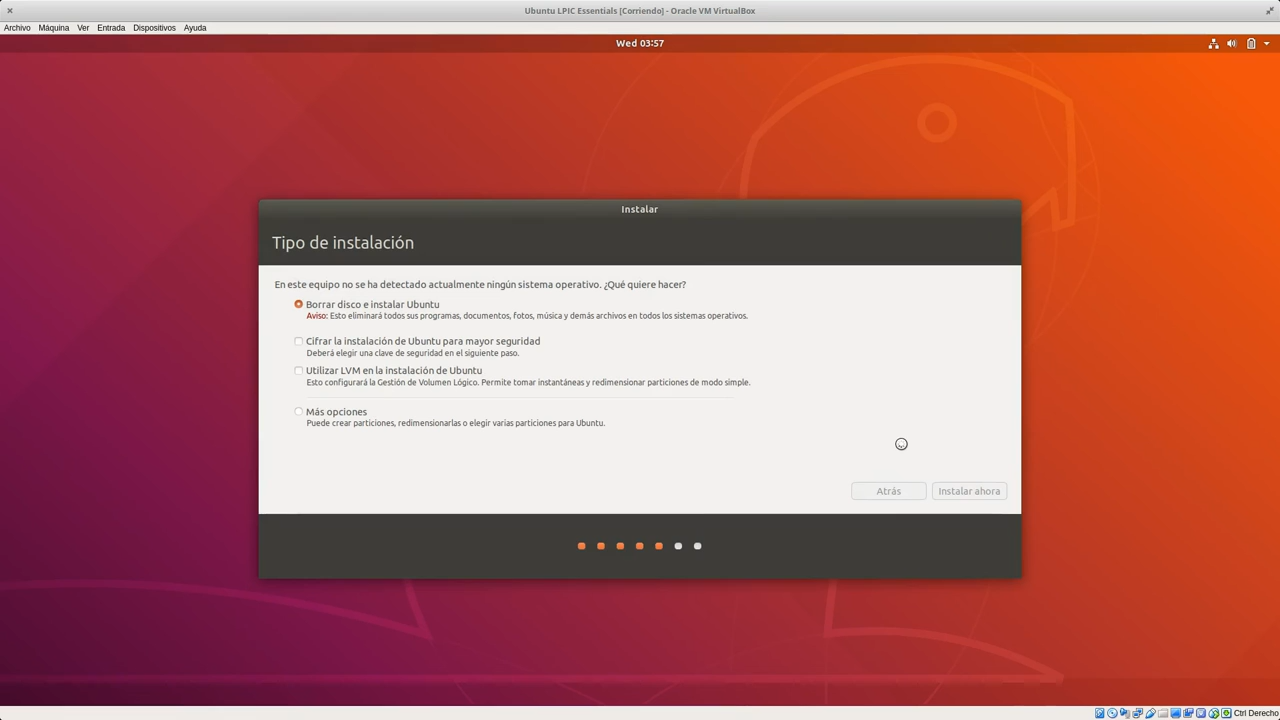 Ubuntu LPIC Essentials [Corriendo] - Oracle VM VirtualBox
Archivo Máquina Ver Entrada Dispositivos Ayuda
Wed 03:57
Instalar
Tipo de instalación
En este equipo no se ha detectado actualmente ningún sistema operativo. ¿Qué quiere hacer?
Borrar disco e instalar Ubuntu
Aviso: Esto eliminará todos sus programas, documentos, fotos, música y demás archivos en todos los sistemas operativos.
Cifrar la instalación de Ubuntu para mayor seguridad
Deberá elegir una clave de seguridad en el siguiente paso.
Utilizar LVM en la instalación de Ubuntu
Esto configurará la Gestión de Volumen Lógico. Permite tomar instantáneas y redimensionar particiones de modo simple.
Más opciones
Puede crear particiones, redimensionarlas o elegir varias particiones para Ubuntu.
Atrás Instalar ahora
Ctrl Derecho